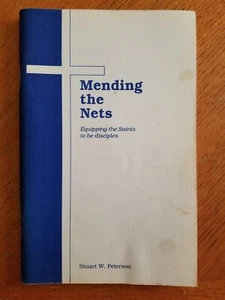 Mending
the
Nets
Equipping the Saints
to be disciples
Stuart W. Peterson